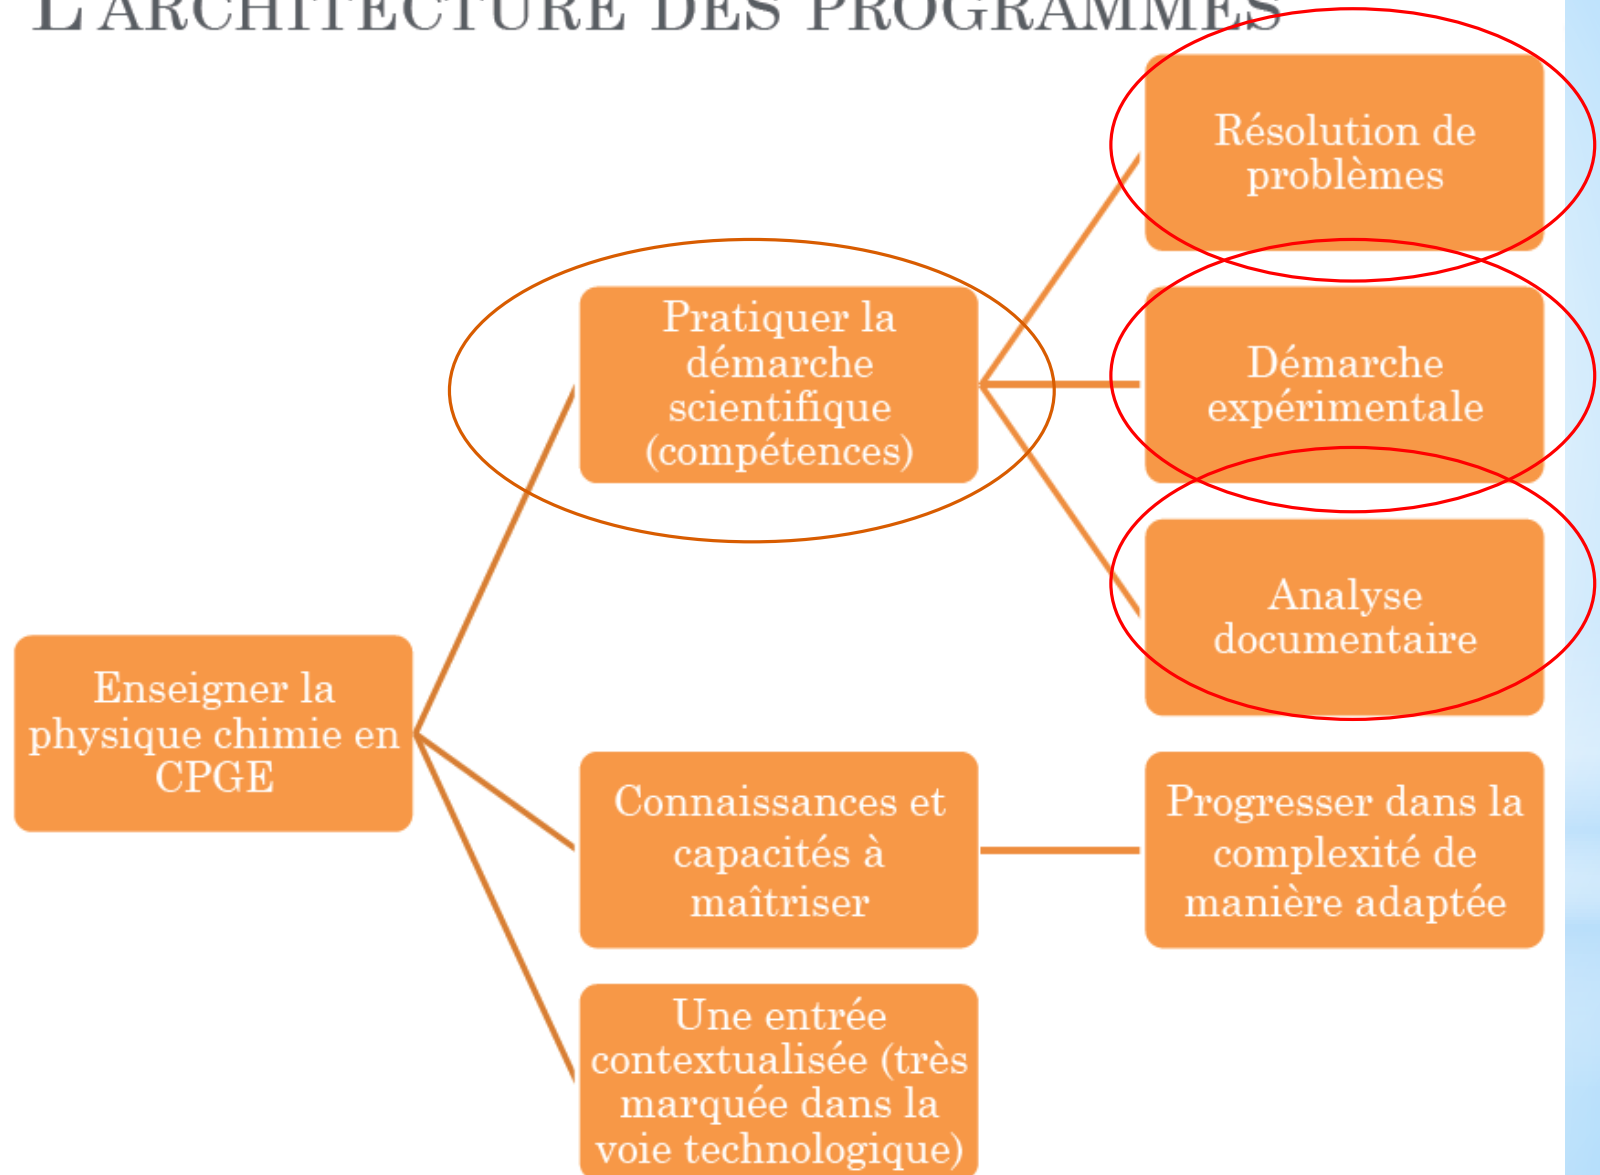 L'ARCHITECTURE DES PROGRAMMES
Résolution de
problèmes
Pratiquer la
démarche
scientifique
(compétences)
Démarche
expérimentale
Analyse
documentaire
Enseigner la
physique chimie en
CPGE
Connaissances et
capacités à
maîtriser
Progresser dans la
complexité de
manière adaptée
Une entrée
contextualisée (très
marquée dans la
voie technologique)